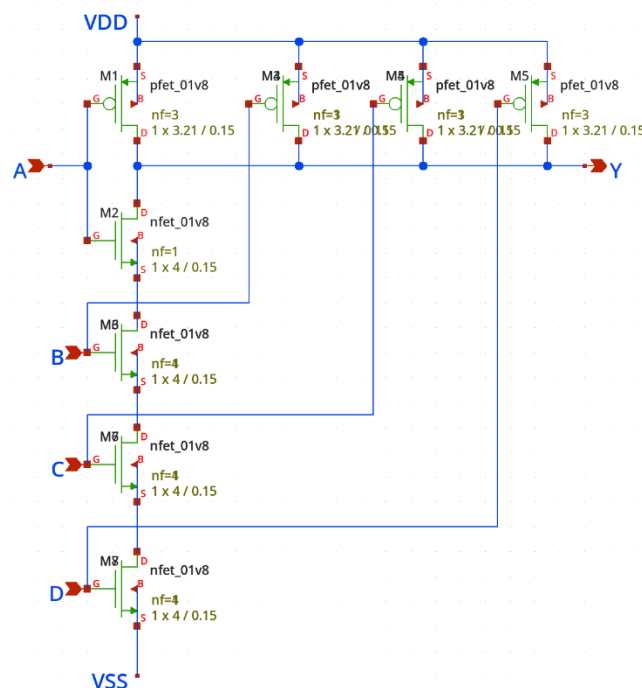 VDD
M1 S pfet_01v8
G B
nf=3
D 1 x 3.21 / 0.15
S pfet_01v8
G B
D
S pfet_01v8
G B
D
M5 S pfet_01v8
G B
nf=3
D 1 x 3.21 / 0.15
A
Y
M2 D nfet_01v8
G B
nf=1
S 1 x 4 / 0.15
D nfet_01v8
B G B
S 1 x 4 / 0.15
D nfet_01v8
C G B
S 1 x 4 / 0.15
D nfet_01v8
D G B
S 1 x 4 / 0.15
VSS